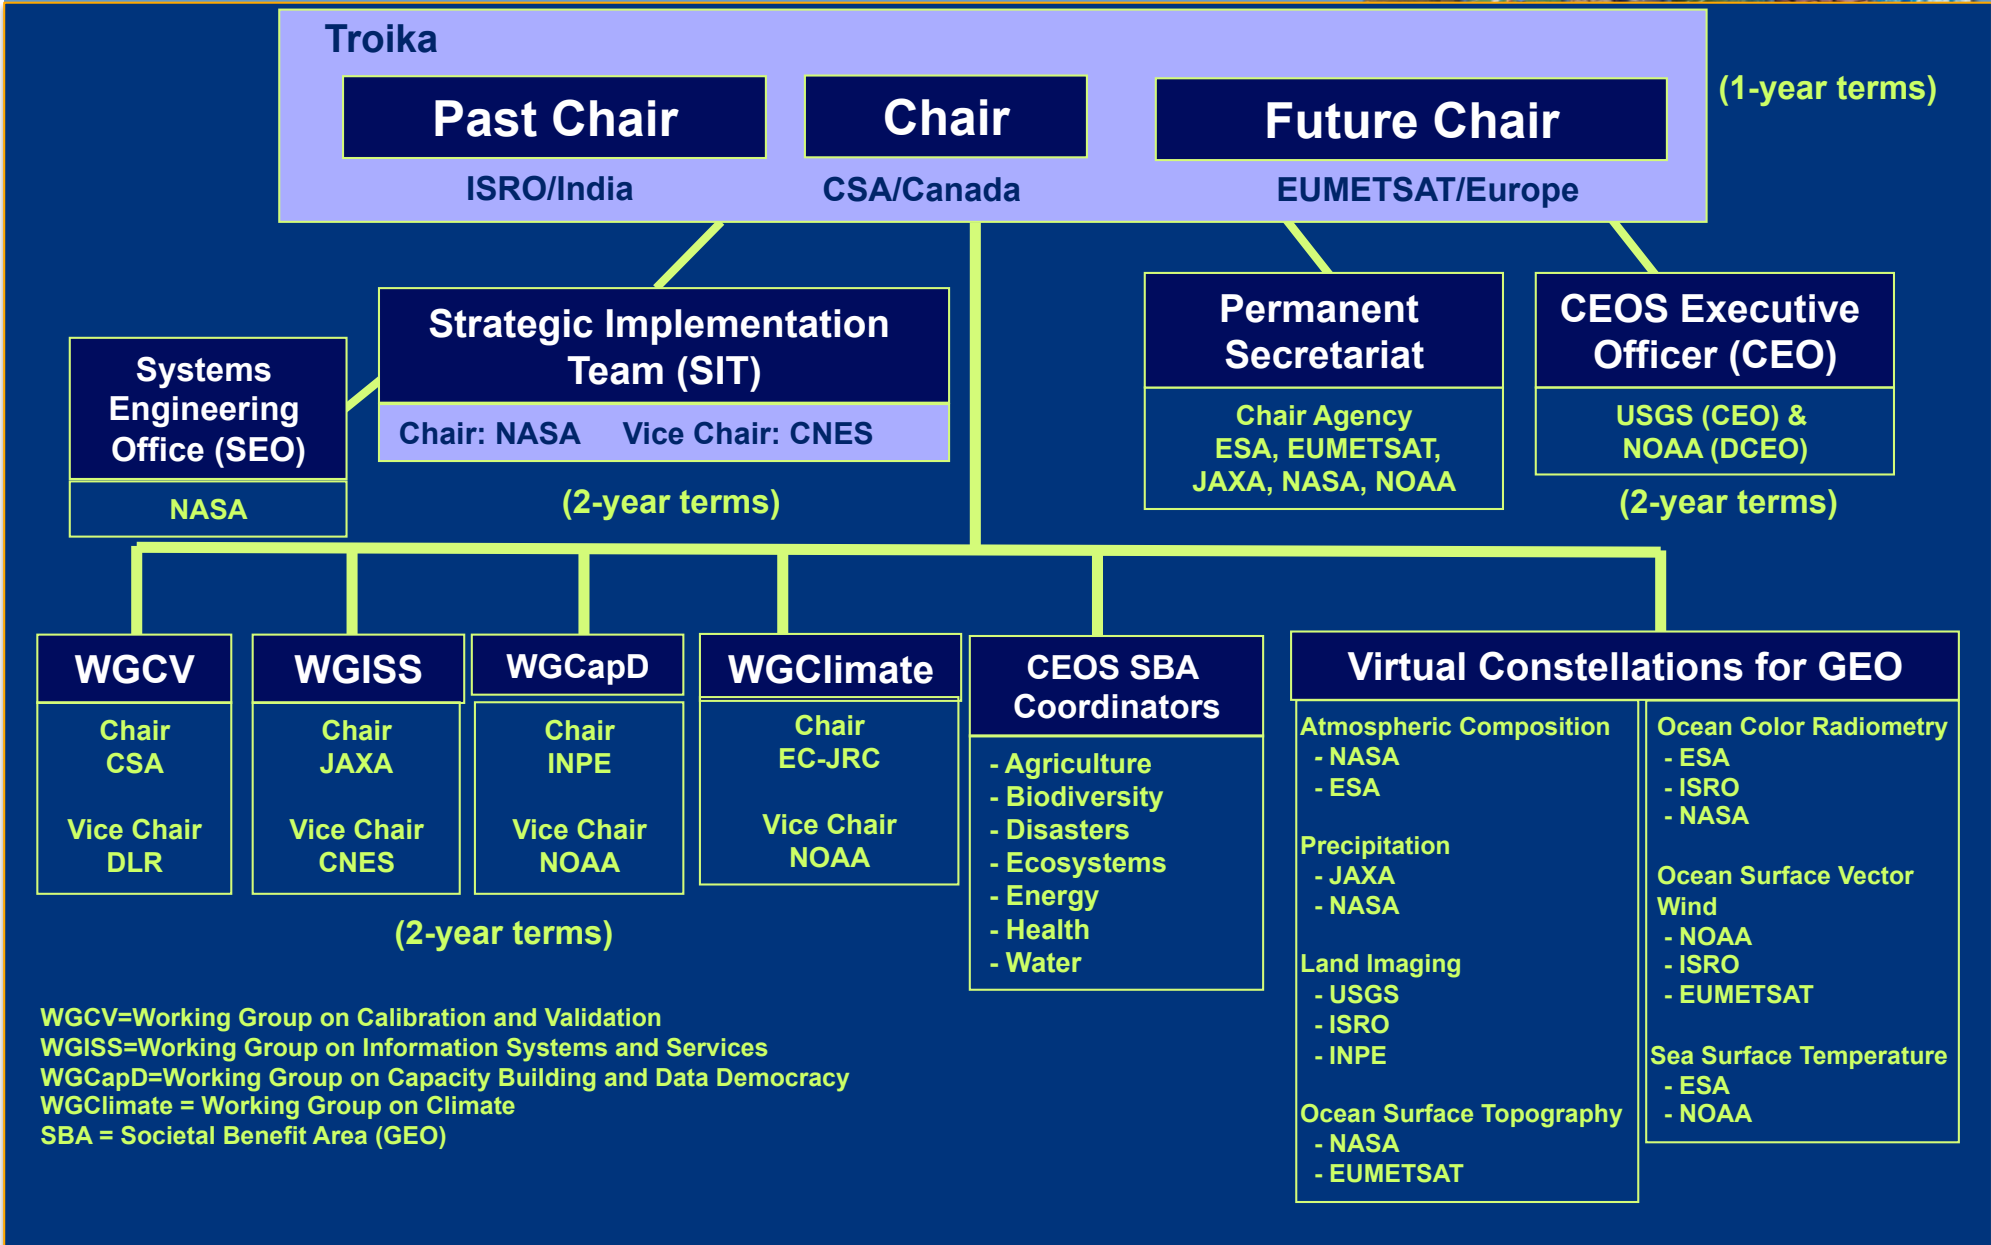 Troika
Past Chair
Chair
Future Chair
(1-year terms)
ISRO/India
CSA/Canada
EUMETSAT/Europe
Systems
Engineering
Office (SEO)
NASA
Strategic Implementation
Team (SIT)
Chair: NASA Vice Chair: CNES
(2-year terms)
Permanent
Secretariat
Chair Agency
ESA, EUMETSAT,
JAXA, NASA, NOAA
CEOS Executive
Officer (CEO)
USGS (CEO) &
NOAA (DCEO)
(2-year terms)
WGCV
Chair
CSA
Vice Chair
DLR
WGISS
Chair
JAXA
Vice Chair
CNES
WGCapD
Chair
INPE
Vice Chair
NOAA
WGClimate
Chair
EC-JRC
Vice Chair
NOAA
(2-year terms)
CEOS SBA
Coordinators
- Agriculture
- Biodiversity
- Disasters
- Ecosystems
- Energy
- Health
- Water
Virtual Constellations for GEO
Atmospheric Composition
- NASA
- ESA
Precipitation
- JAXA
- NASA
Land Imaging
- USGS
- ISRO
- INPE
Ocean Surface Topography
- NASA
- EUMETSAT
Ocean Color Radiometry
- ESA
- ISRO
- NASA
Ocean Surface Vector
Wind
- NOAA
- ISRO
- EUMETSAT
Sea Surface Temperature
- ESA
- NOAA
WGCV=Working Group on Calibration and Validation
WGISS=Working Group on Information Systems and Services
WGCapD=Working Group on Capacity Building and Data Democracy
WGClimate = Working Group on Climate
SBA = Societal Benefit Area (GEO)